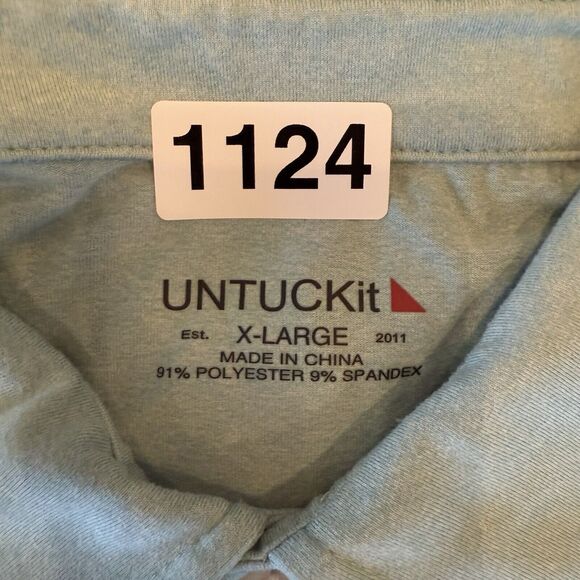 1124
UNTUCKit
Est. X-LARGE 2011
MADE IN CHINA
91% POLYESTER 9% SPANDEX